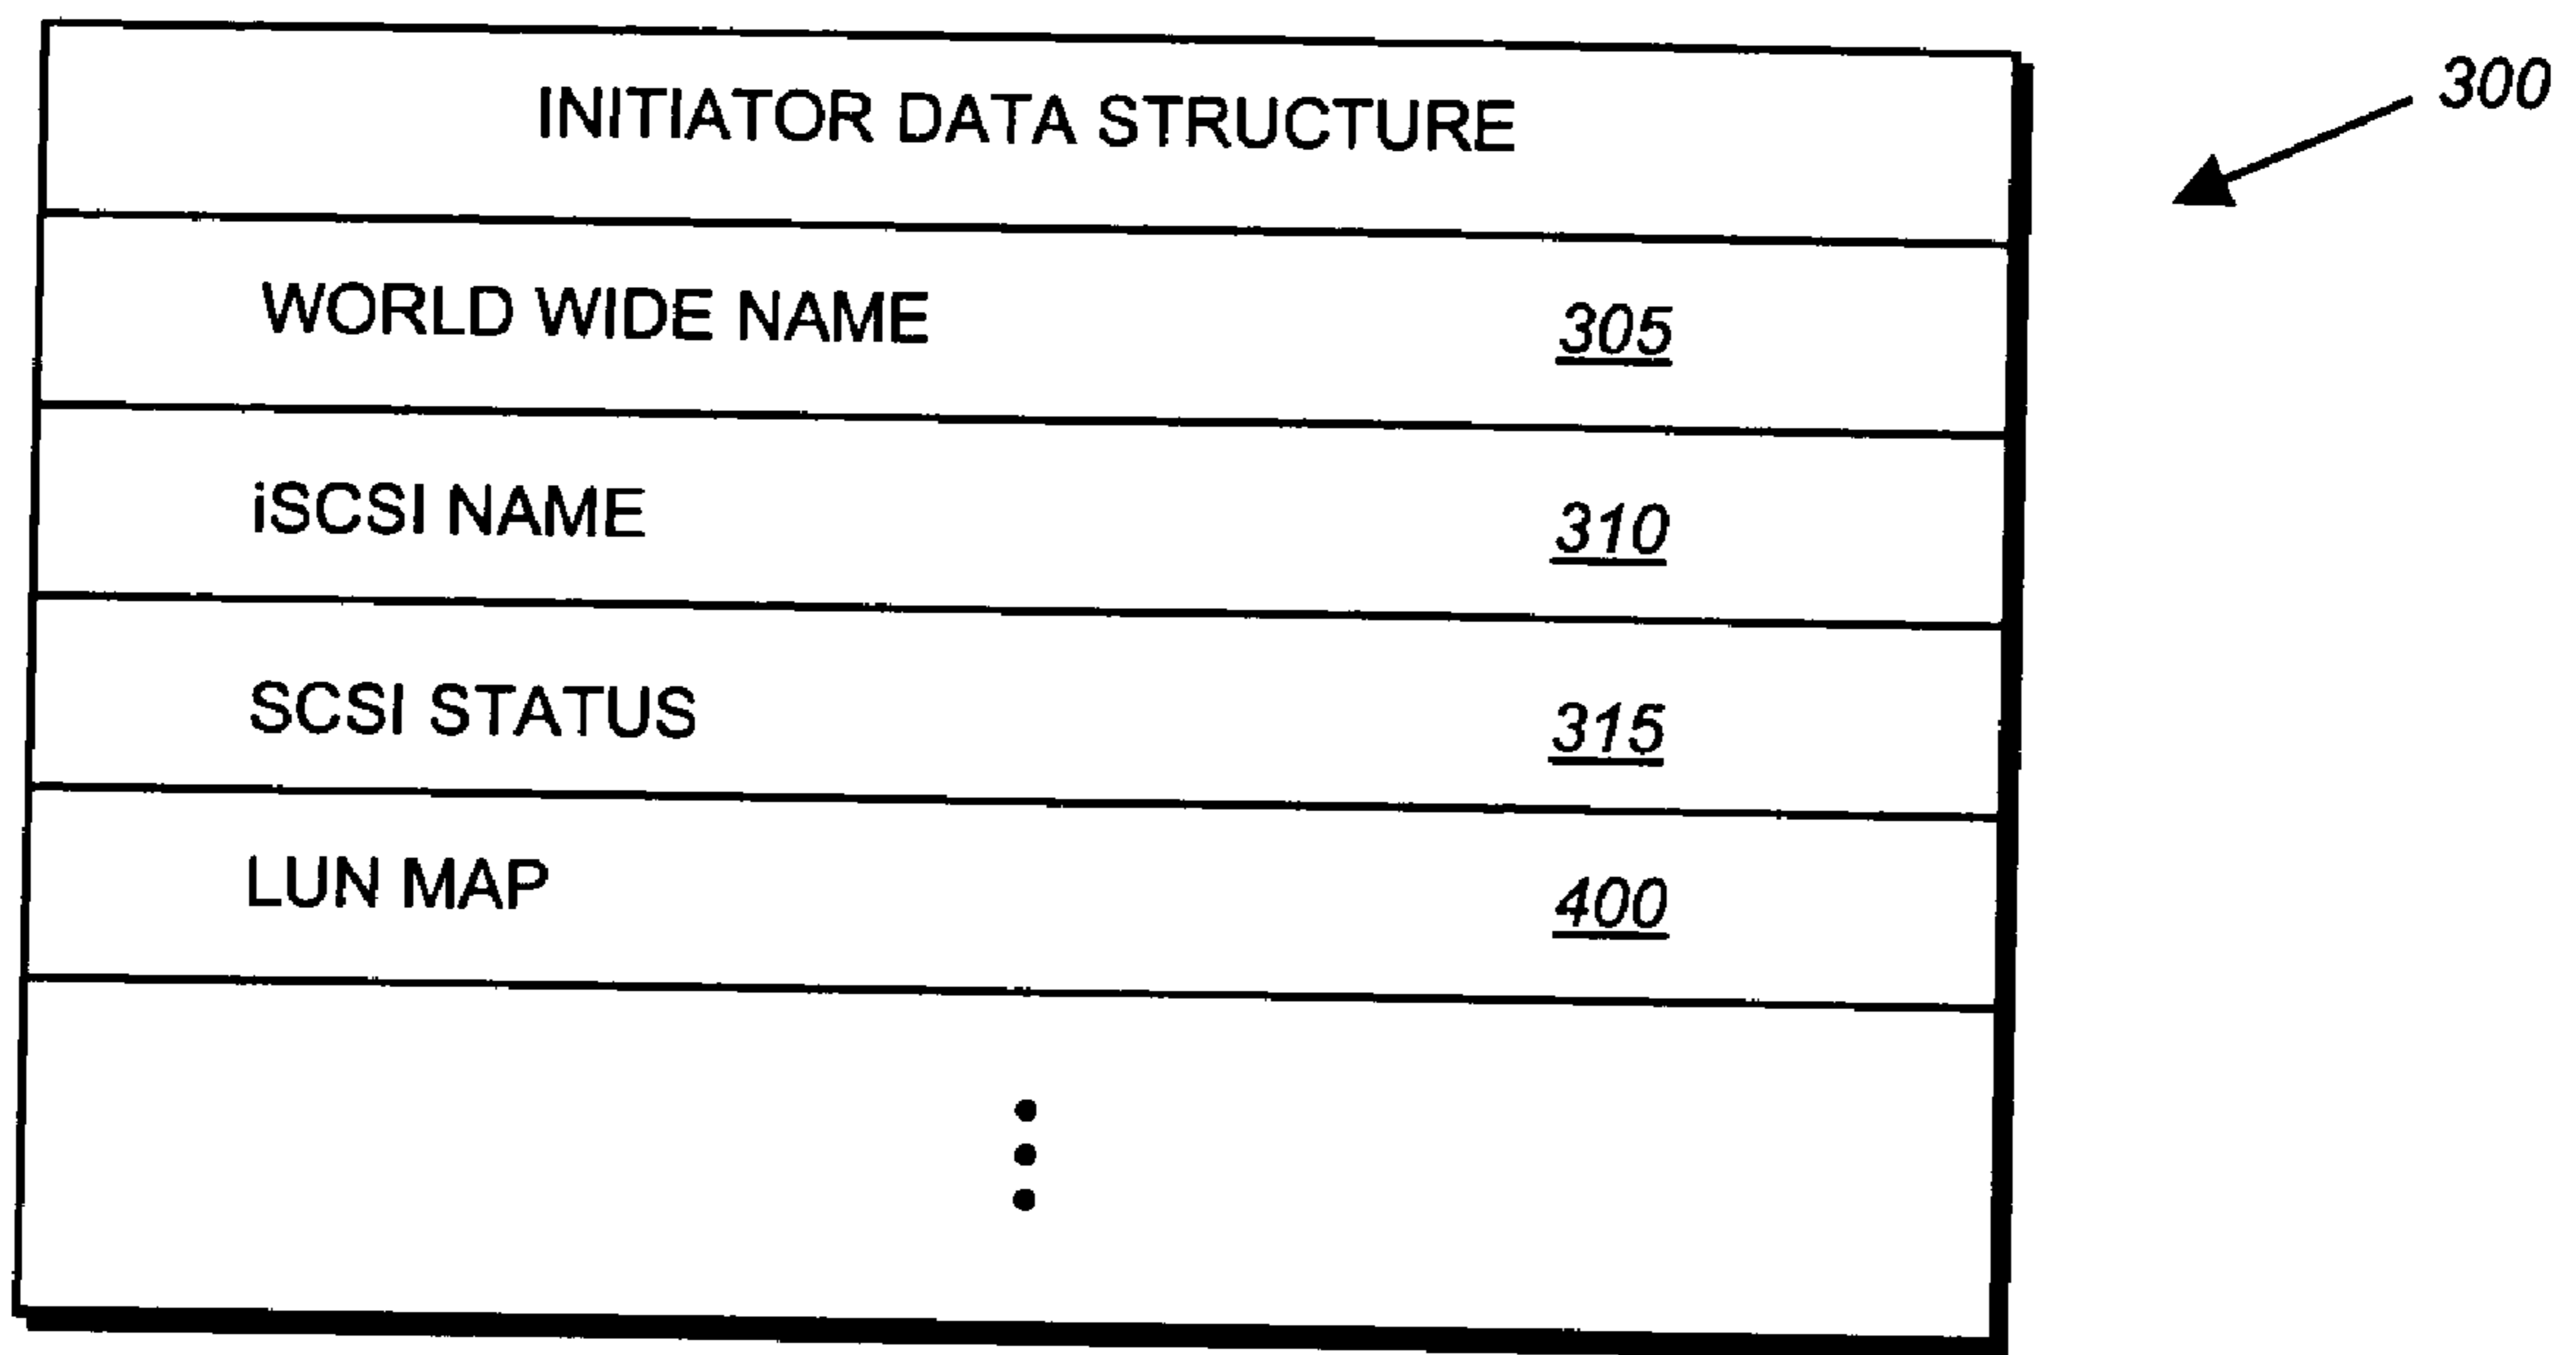 INITIATOR DATA STRUCTURE
300
WORLD WIDE NAME 305
iSCSI NAME 310
SCSI STATUS 315
LUN MAP 400